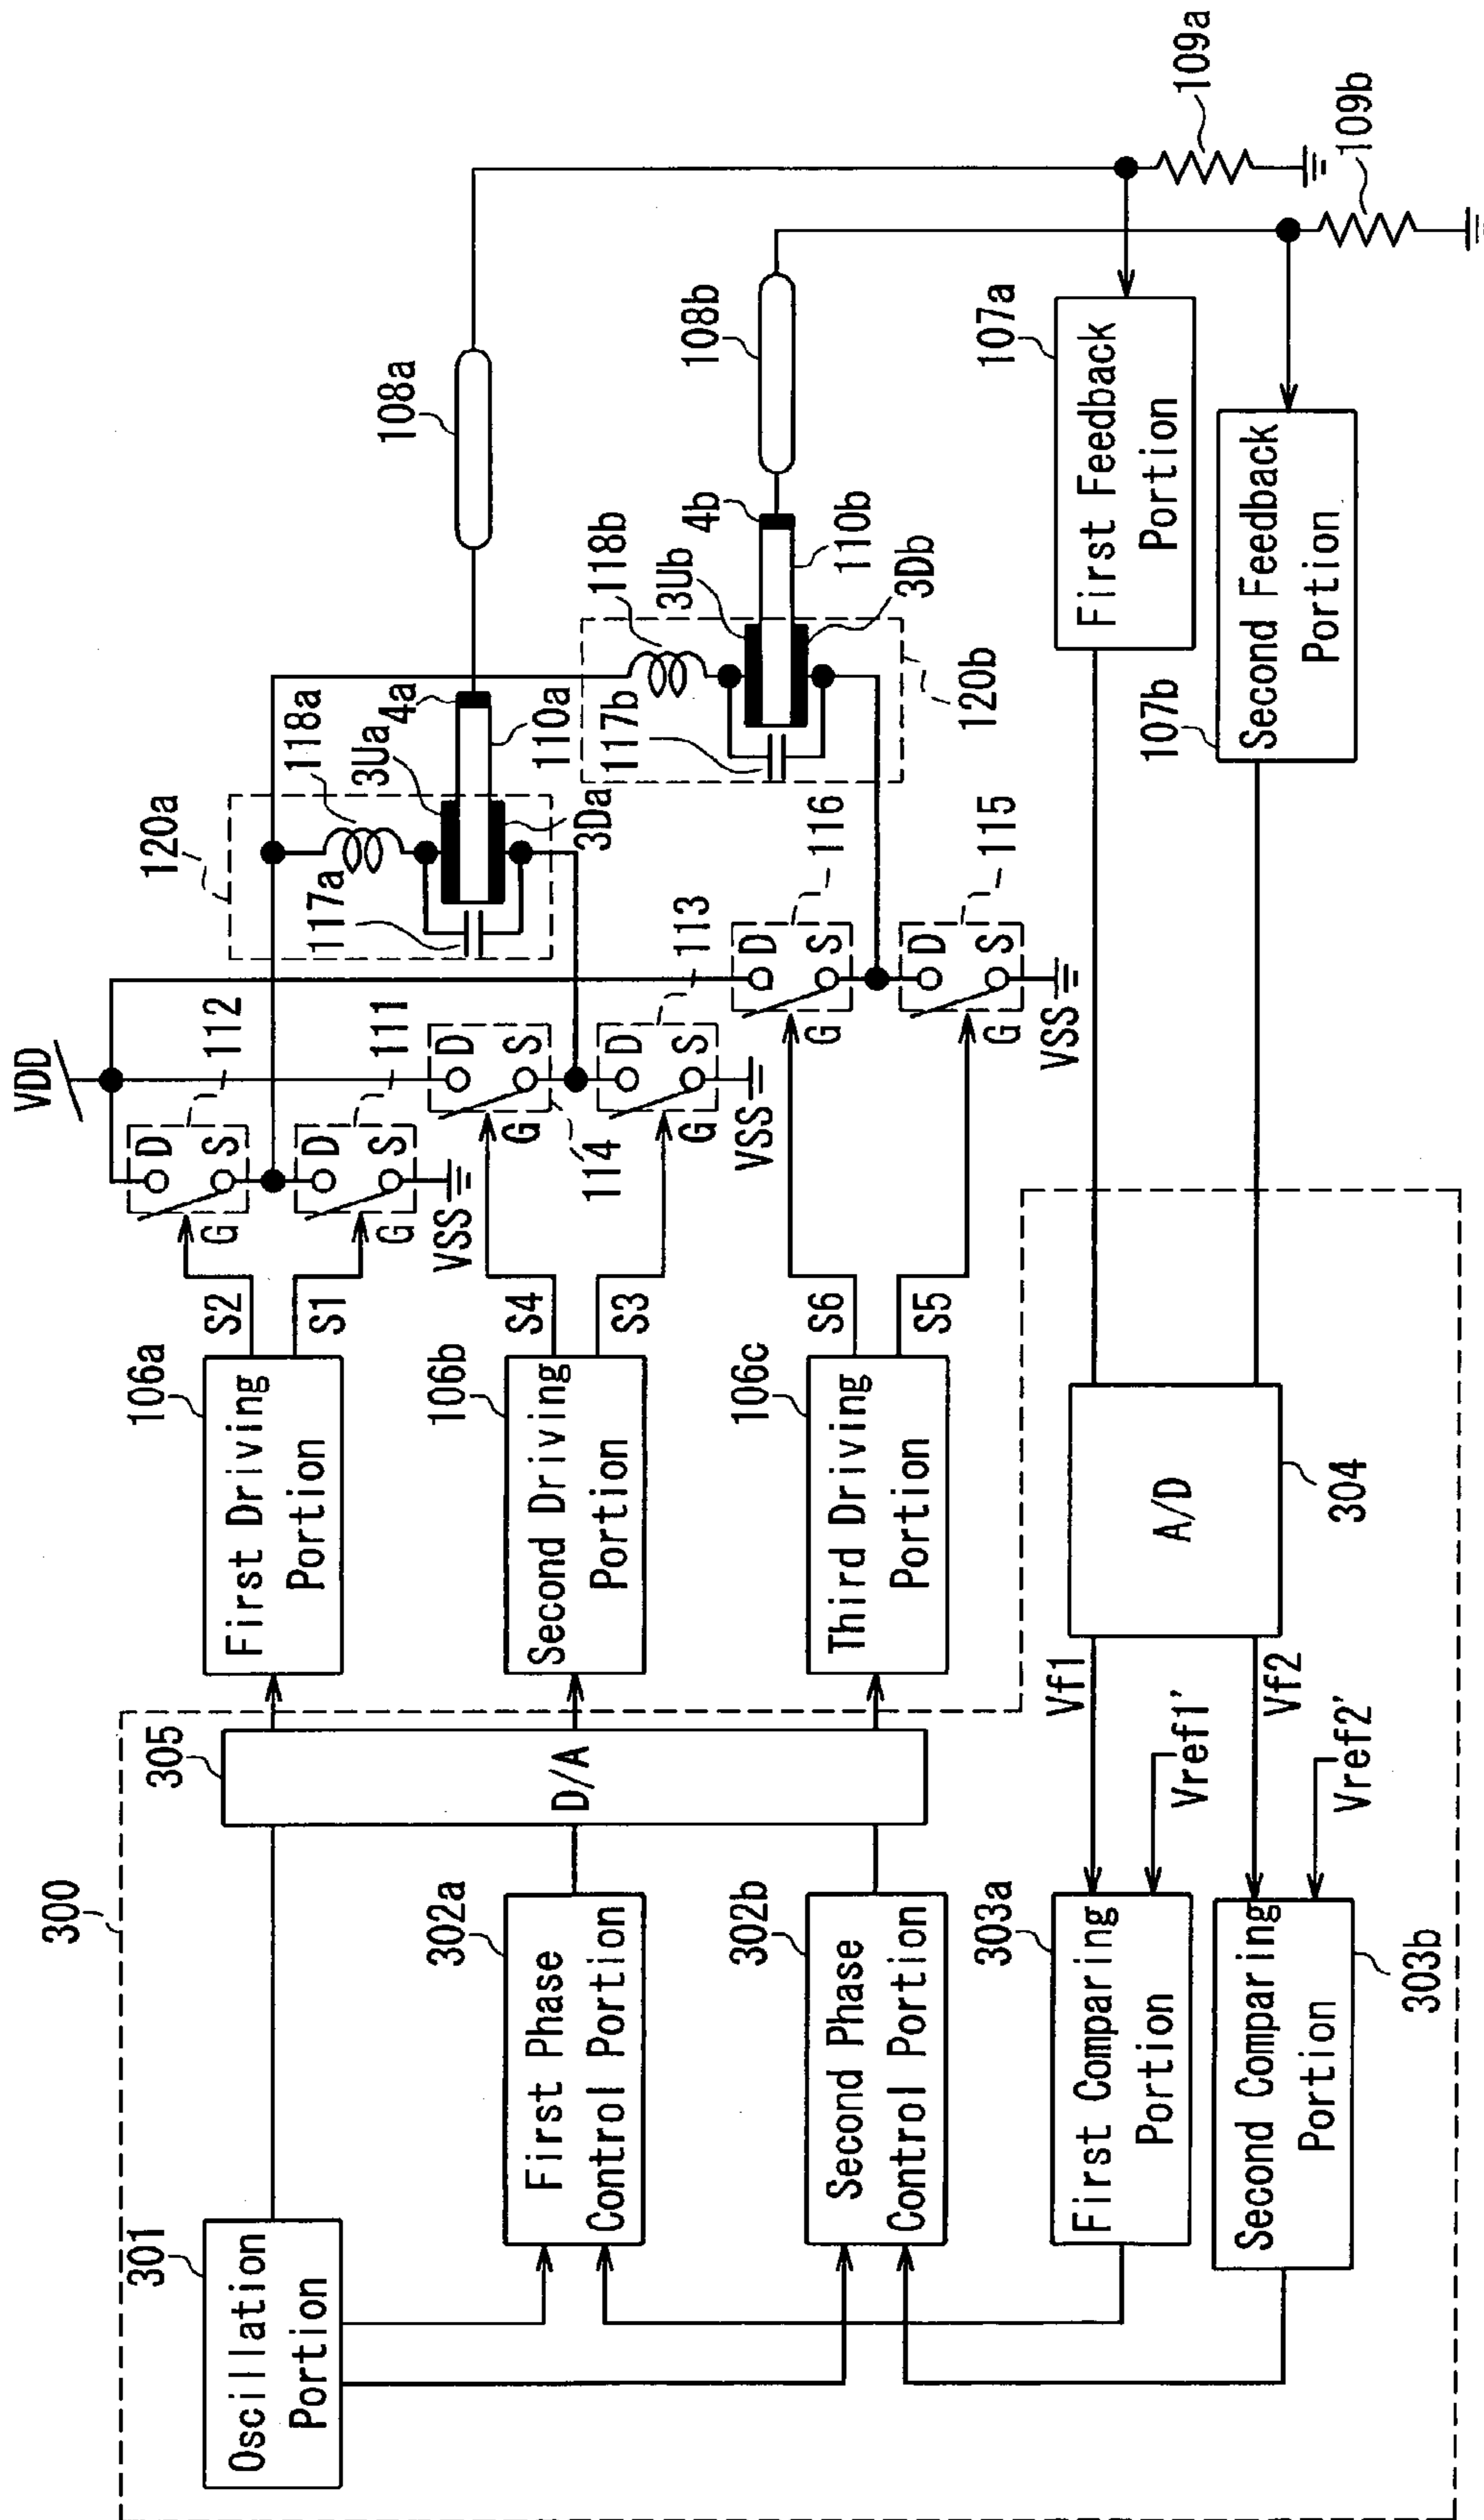 300
301
Oscillation
Portion
302a
First Phase
Control Portion
302b
Second Phase
Control Portion
303a
First Comparing
Portion
Second Comparing
Portion
303b
305
D/A
Vf1
Vref1'
Vf2
Vref2'
A/D
304
106a
First Driving
Portion
106b
Second Driving
Portion
106c
Third Driving
Portion
S2
S1
S4
S3
S6
S5
VDD
D
S
G
112
D
S
G
111
VSS
D
S
G
114
D
S
G
113
VSS
D
S
G
116
D
S
G
115
VSS
120a
117a
118a
3Ua
4a
110a
3Da
108a
117b
118b
3Ub
4b
110b
3Db
120b
108b
107a
First Feedback
Portion
107b
Second Feedback
Portion
109a
109b